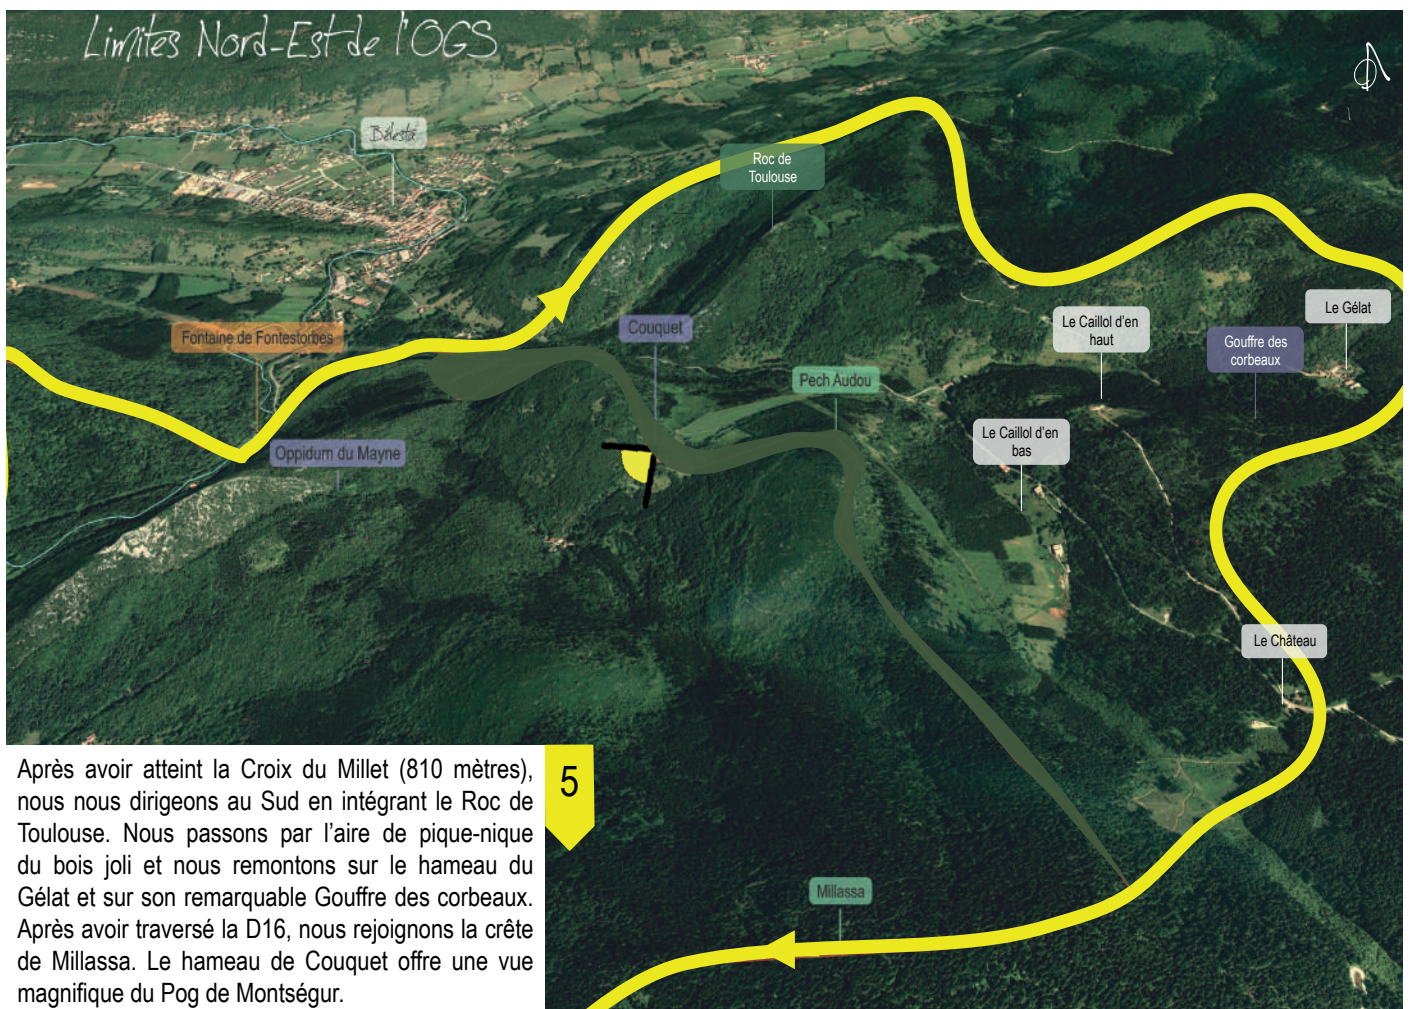 Limites Nord-Est de l'OGS
Bélesta
Roc de
Toulouse
Fontaine de Fontestorbes
Couquet
Le Caillol d'en
haut
Le Gélat
Gouffre des
corbeaux
Pech Audou
Oppidum du Mayne
Le Caillol d'en
bas
Le Château
Millassa
5
Après avoir atteint la Croix du Millet (810 mètres),
nous nous dirigeons au Sud en intégrant le Roc de
Toulouse. Nous passons par l'aire de pique-nique
du bois joli et nous remontons sur le hameau du
Gélat et sur son remarquable Gouffre des corbeaux.
Après avoir traversé la D16, nous rejoignons la crête
de Millassa. Le hameau de Couquet offre une vue
magnifique du Pog de Montségur.